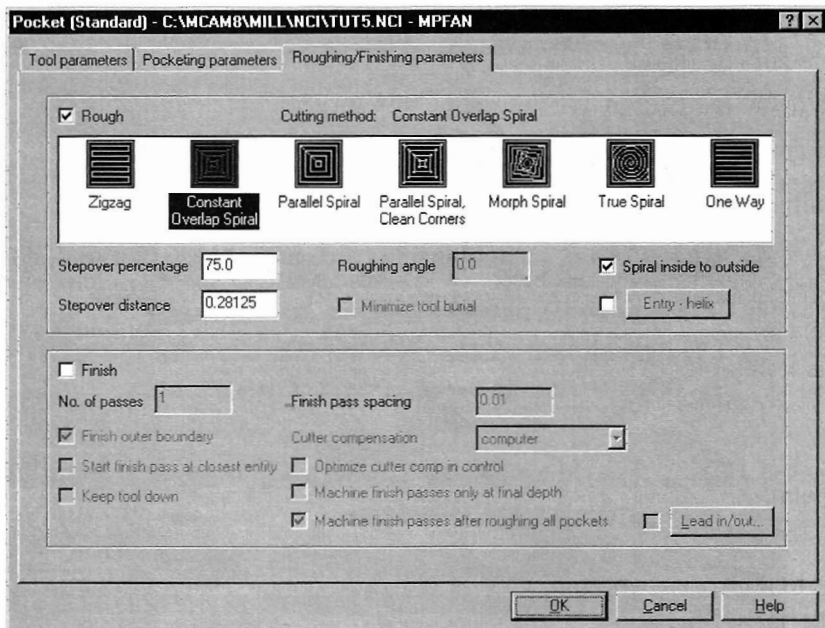 Pocket (Standard) - C:\MCAM8\MILL\NCI\TUT5.NCI - MPFAN
Tool parameters Pocketing parameters Roughing/Finishing parameters
Rough Cutting method: Constant Overlap Spiral
Zigzag Constant Overlap Spiral Parallel Spiral Parallel Spiral, Clean Corners Morph Spiral True Spiral One Way
Stepover percentage 75.0 Roughing angle 0.0 Spiral inside to outside
Stepover distance 0.28125 Minimize tool burial Entry - helix
Finish
No. of passes 1 Finish pass spacing 0.01
Finish outer boundary Cutter compensation computer
Start finish pass at closest entity Optimize cutter comp in control
Keep tool down Machine finish passes only at final depth
Machine finish passes after roughing all pockets Lead in/out...
OK Cancel Help